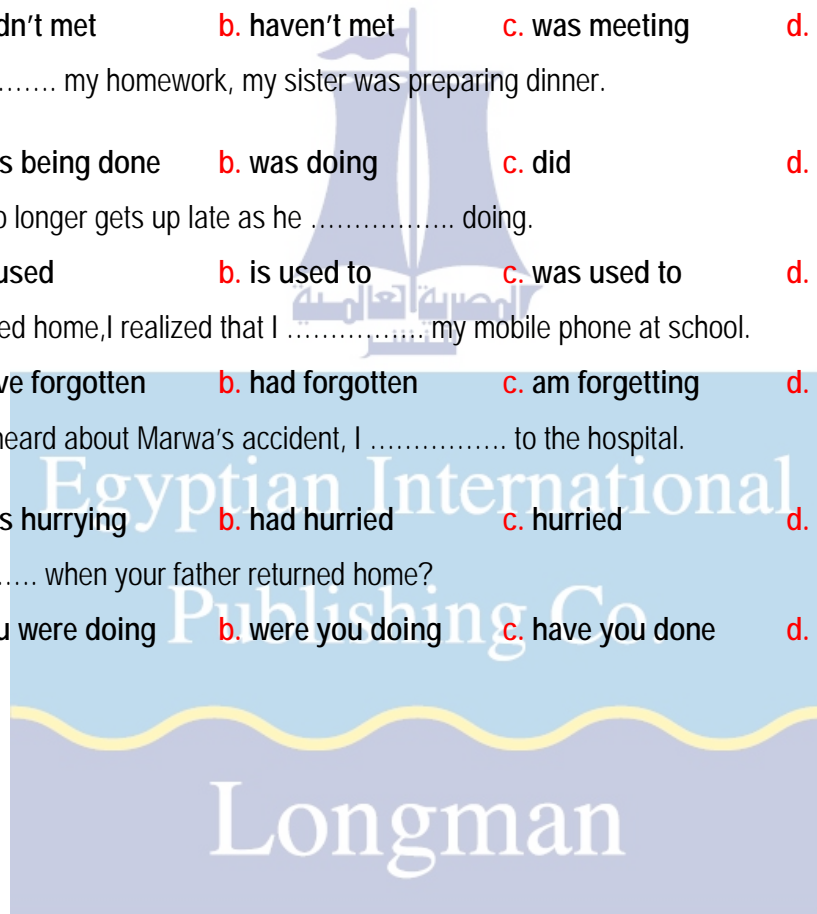 dn't met b. haven't met c. was meeting d.
……. my homework, my sister was preparing dinner.
s being done b. was doing c. did d.
longer gets up late as he …………….. doing.
used b. is used to c. was used to d.
ed home,I realized that I ……………. my mobile phone at school.
ve forgotten b. had forgotten c. am forgetting d.
heard about Marwa's accident, I ……………. to the hospital.
s hurrying b. had hurried c. hurried d.
….. when your father returned home?
u were doing b. were you doing c. have you done d.
المصرية العالمية
Egyptian International
Publishing Co.
Longman